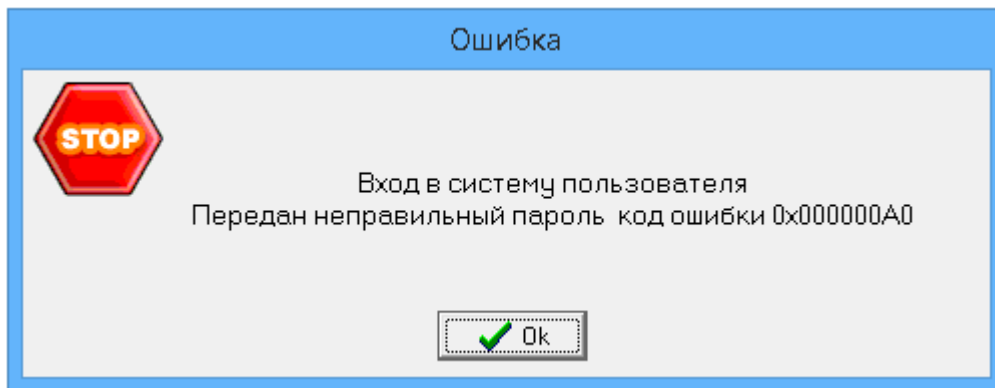 Ошибка
STOP
Вход в систему пользователя
Передан неправильный пароль код ошибки 0x000000A0
Ok